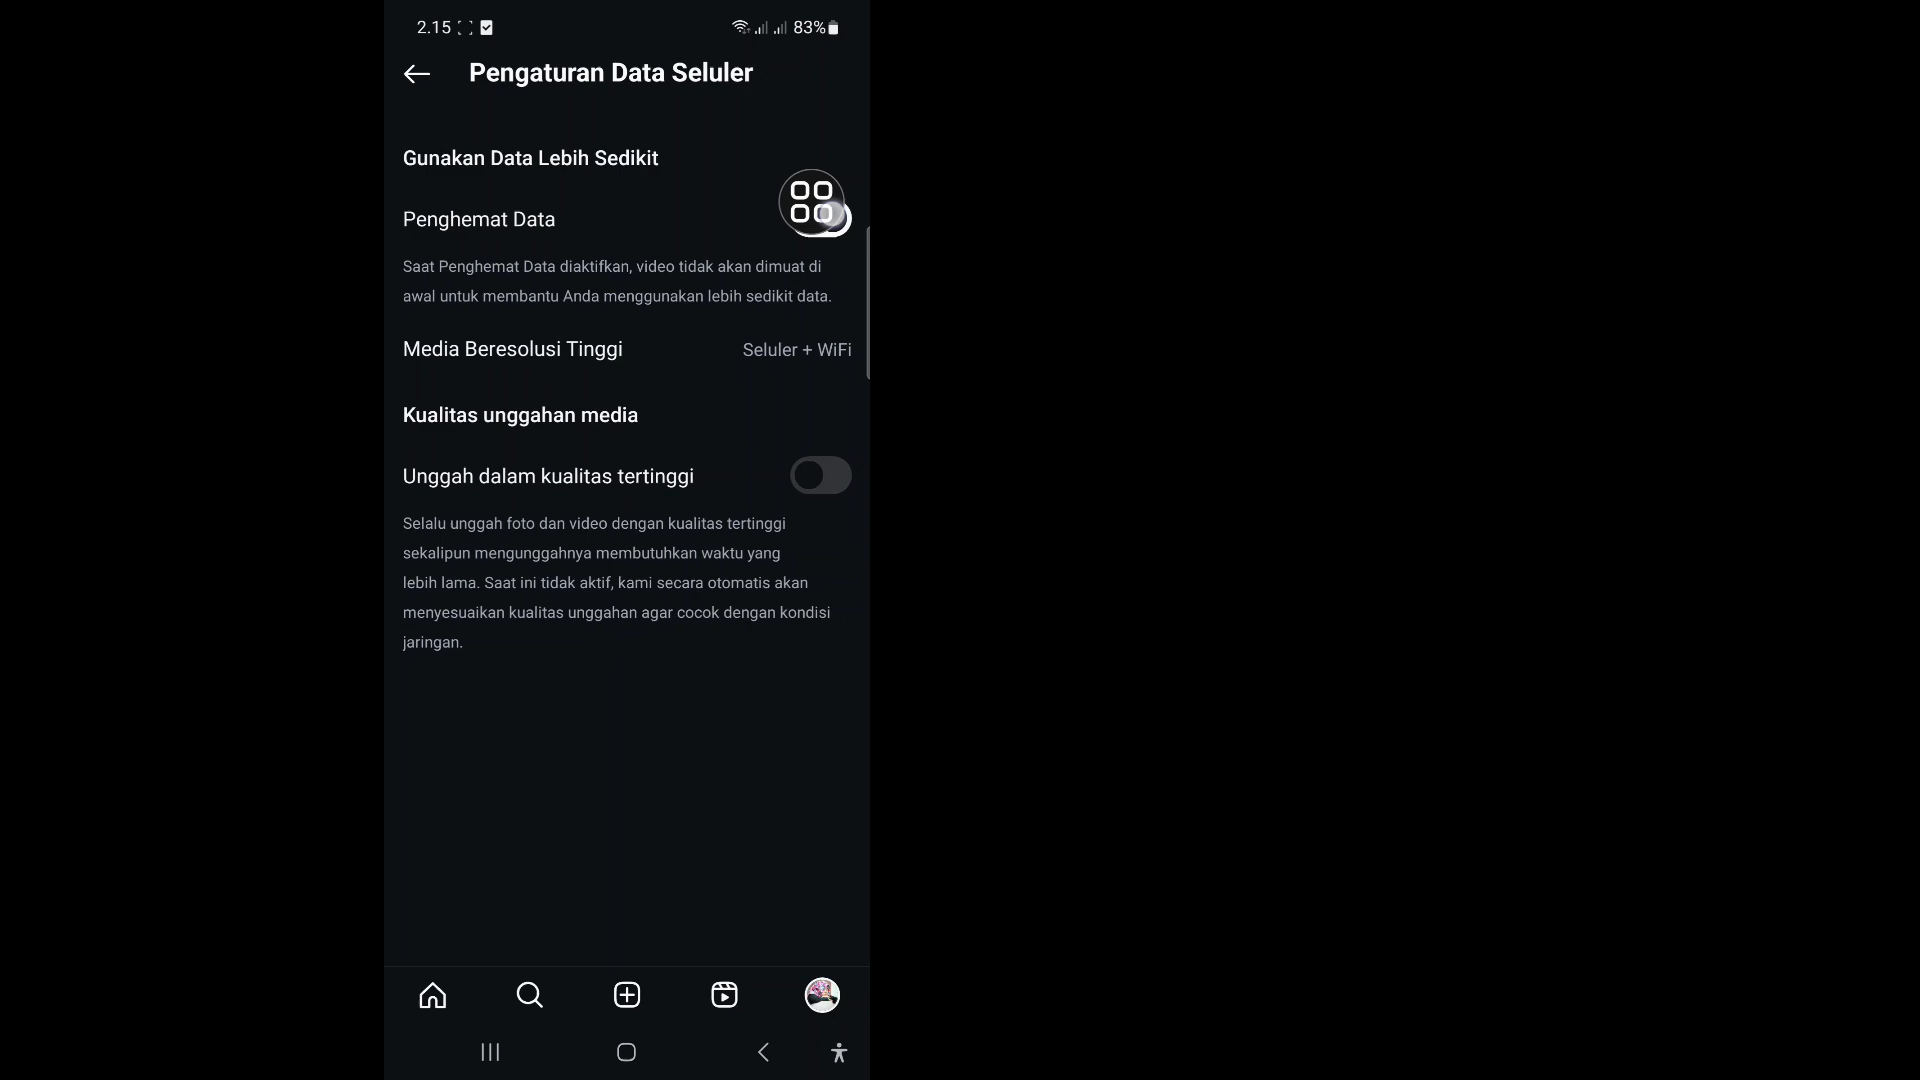 2.15
83%
Pengaturan Data Seluler
Gunakan Data Lebih Sedikit
Penghemat Data
Saat Penghemat Data diaktifkan, video tidak akan dimuat di
awal untuk membantu Anda menggunakan lebih sedikit data.
Media Beresolusi Tinggi
Seluler + WiFi
Kualitas unggahan media
Unggah dalam kualitas tertinggi
Selalu unggah foto dan video dengan kualitas tertinggi
sekalipun mengunggahnya membutuhkan waktu yang
lebih lama. Saat ini tidak aktif, kami secara otomatis akan
menyesuaikan kualitas unggahan agar cocok dengan kondisi
jaringan.